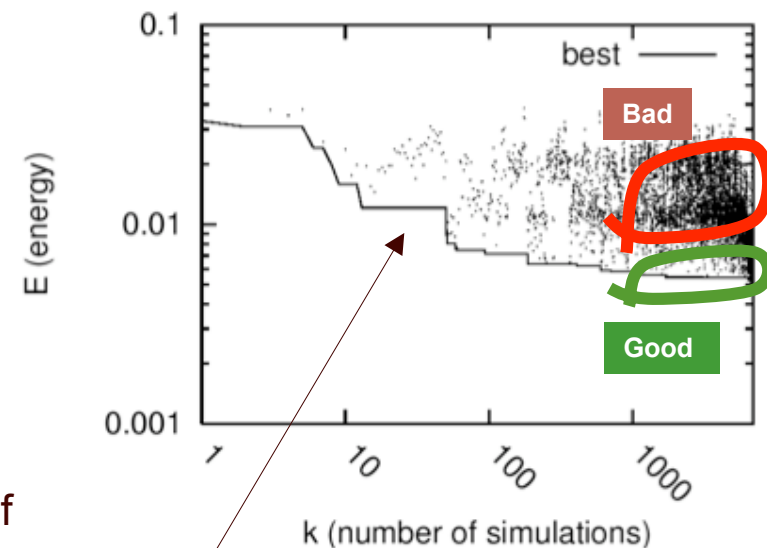 0.1
best
Bad
E (energy)
0.01
Good
0.001
1
10
100
1000
f
k (number of simulations)